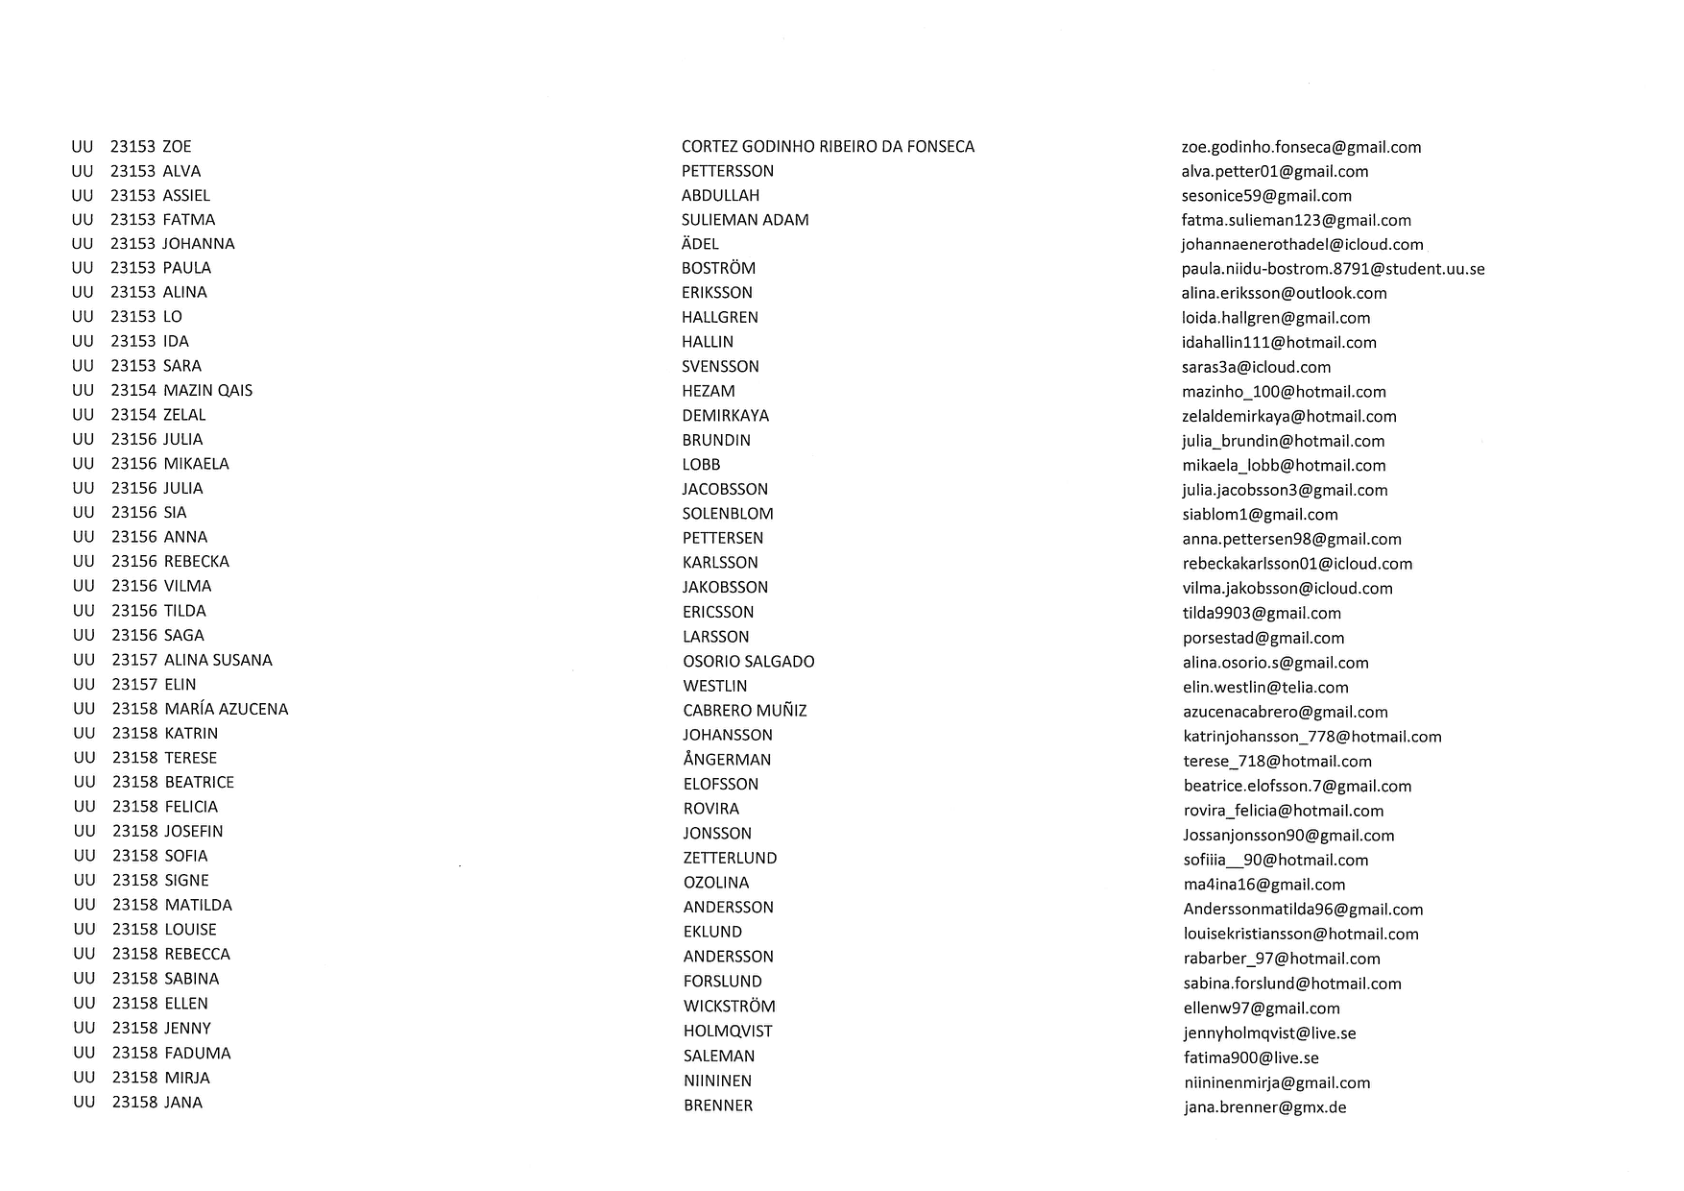 UU 23153 ZOE CORTEZ GODINHO RIBEIRO DA FONSECA zoe.godinho.fonseca@gmail.com
UU 23153 ALVA PETTERSSON alva.petter01@gmail.com
UU 23153 ASSIEL ABDULLAH sesonice59@gmail.com
UU 23153 FATMA SULIEMAN ADAM fatma.sulieman123@gmail.com
UU 23153 JOHANNA ÄDEL johannaenerothadel@icloud.com
UU 23153 PAULA BOSTRÖM paula.niidu-bostrom.8791@student.uu.se
UU 23153 ALINA ERIKSSON alina.eriksson@outlook.com
UU 23153 LO HALLGREN loida.hallgren@gmail.com
UU 23153 IDA HALLIN idahallin111@hotmail.com
UU 23153 SARA SVENSSON saras3a@icloud.com
UU 23154 MAZIN QAIS HEZAM mazinho_100@hotmail.com
UU 23154 ZELAL DEMIRKAYA zelaldemirkaya@hotmail.com
UU 23156 JULIA BRUNDIN julia_brundin@hotmail.com
UU 23156 MIKAELA LOBB mikaela_lobb@hotmail.com
UU 23156 JULIA JACOBSSON julia.jacobsson3@gmail.com
UU 23156 SIA SOLENBLOM siablom1@gmail.com
UU 23156 ANNA PETTERSEN anna.pettersen98@gmail.com
UU 23156 REBECKA KARLSSON rebeckakarlsson01@icloud.com
UU 23156 VILMA JAKOBSSON vilma.jakobsson@icloud.com
UU 23156 TILDA ERICSSON tilda9903@gmail.com
UU 23156 SAGA LARSSON porsestad@gmail.com
UU 23157 ALINA SUSANA OSORIO SALGADO alina.osorio.s@gmail.com
UU 23157 ELIN WESTLIN elin.westlin@telia.com
UU 23158 MARÍA AZUCENA CABRERO MUÑIZ azucenacabrero@gmail.com
UU 23158 KATRIN JOHANSSON katrinjohansson_778@hotmail.com
UU 23158 TERESE ÅNGERMAN terese_718@hotmail.com
UU 23158 BEATRICE ELOFSSON beatrice.elofsson.7@gmail.com
UU 23158 FELICIA ROVIRA rovira_felicia@hotmail.com
UU 23158 JOSEFIN JONSSON Jossanjonsson90@gmail.com
UU 23158 SOFIA ZETTERLUND sofiiia__90@hotmail.com
UU 23158 SIGNE OZOLINA ma4ina16@gmail.com
UU 23158 MATILDA ANDERSSON Anderssonmatilda96@gmail.com
UU 23158 LOUISE EKLUND louisekristiansson@hotmail.com
UU 23158 REBECCA ANDERSSON rabarber_97@hotmail.com
UU 23158 SABINA FORSLUND sabina.forslund@hotmail.com
UU 23158 ELLEN WICKSTRÖM ellenw97@gmail.com
UU 23158 JENNY HOLMQVIST jennyholmqvist@live.se
UU 23158 FADUMA SALEMAN fatima900@live.se
UU 23158 MIRJA NIININEN niininenmirja@gmail.com
UU 23158 JANA BRENNER jana.brenner@gmx.de